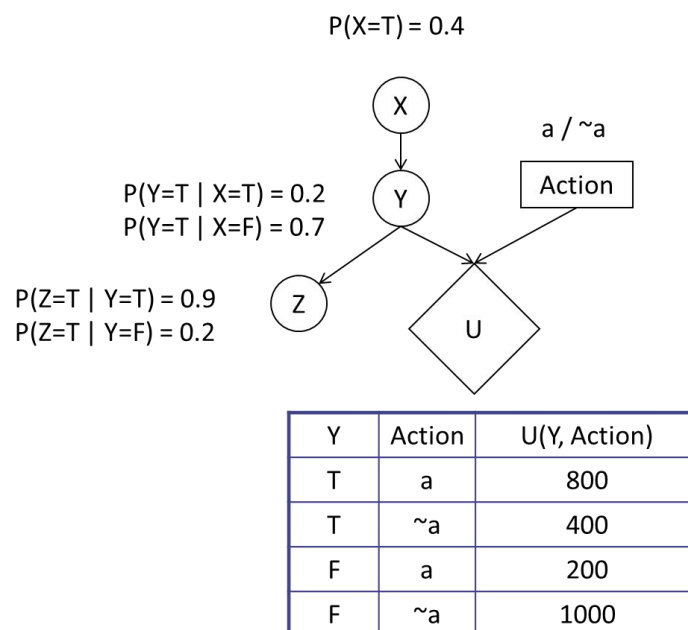 P(X=T) = 0.4
X
a / ~a
Action
P(Y=T | X=T) = 0.2
P(Y=T | X=F) = 0.7
Y
P(Z=T | Y=T) = 0.9
P(Z=T | Y=F) = 0.2
Z
U
Y Action U(Y, Action)
T a 800
T ~a 400
F a 200
F ~a 1000